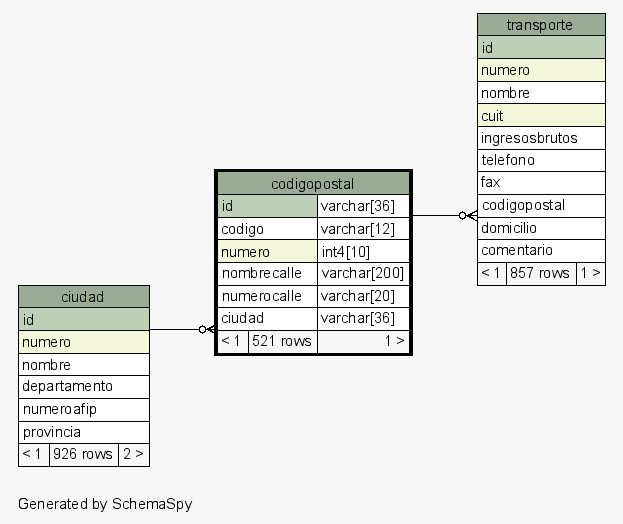 transporte
id
numero
nombre
cuit
ingresosbrutos
telefono
fax
codigopostal
domicilio
comentario
< 1 857 rows 1 >
codigopostal
id varchar[36]
codigo varchar[12]
numero int4[10]
nombrecalle varchar[200]
numerocalle varchar[20]
ciudad varchar[36]
< 1 521 rows 1 >
ciudad
id
numero
nombre
departamento
numeroafip
provincia
< 1 926 rows 2 >
Generated by SchemaSpy